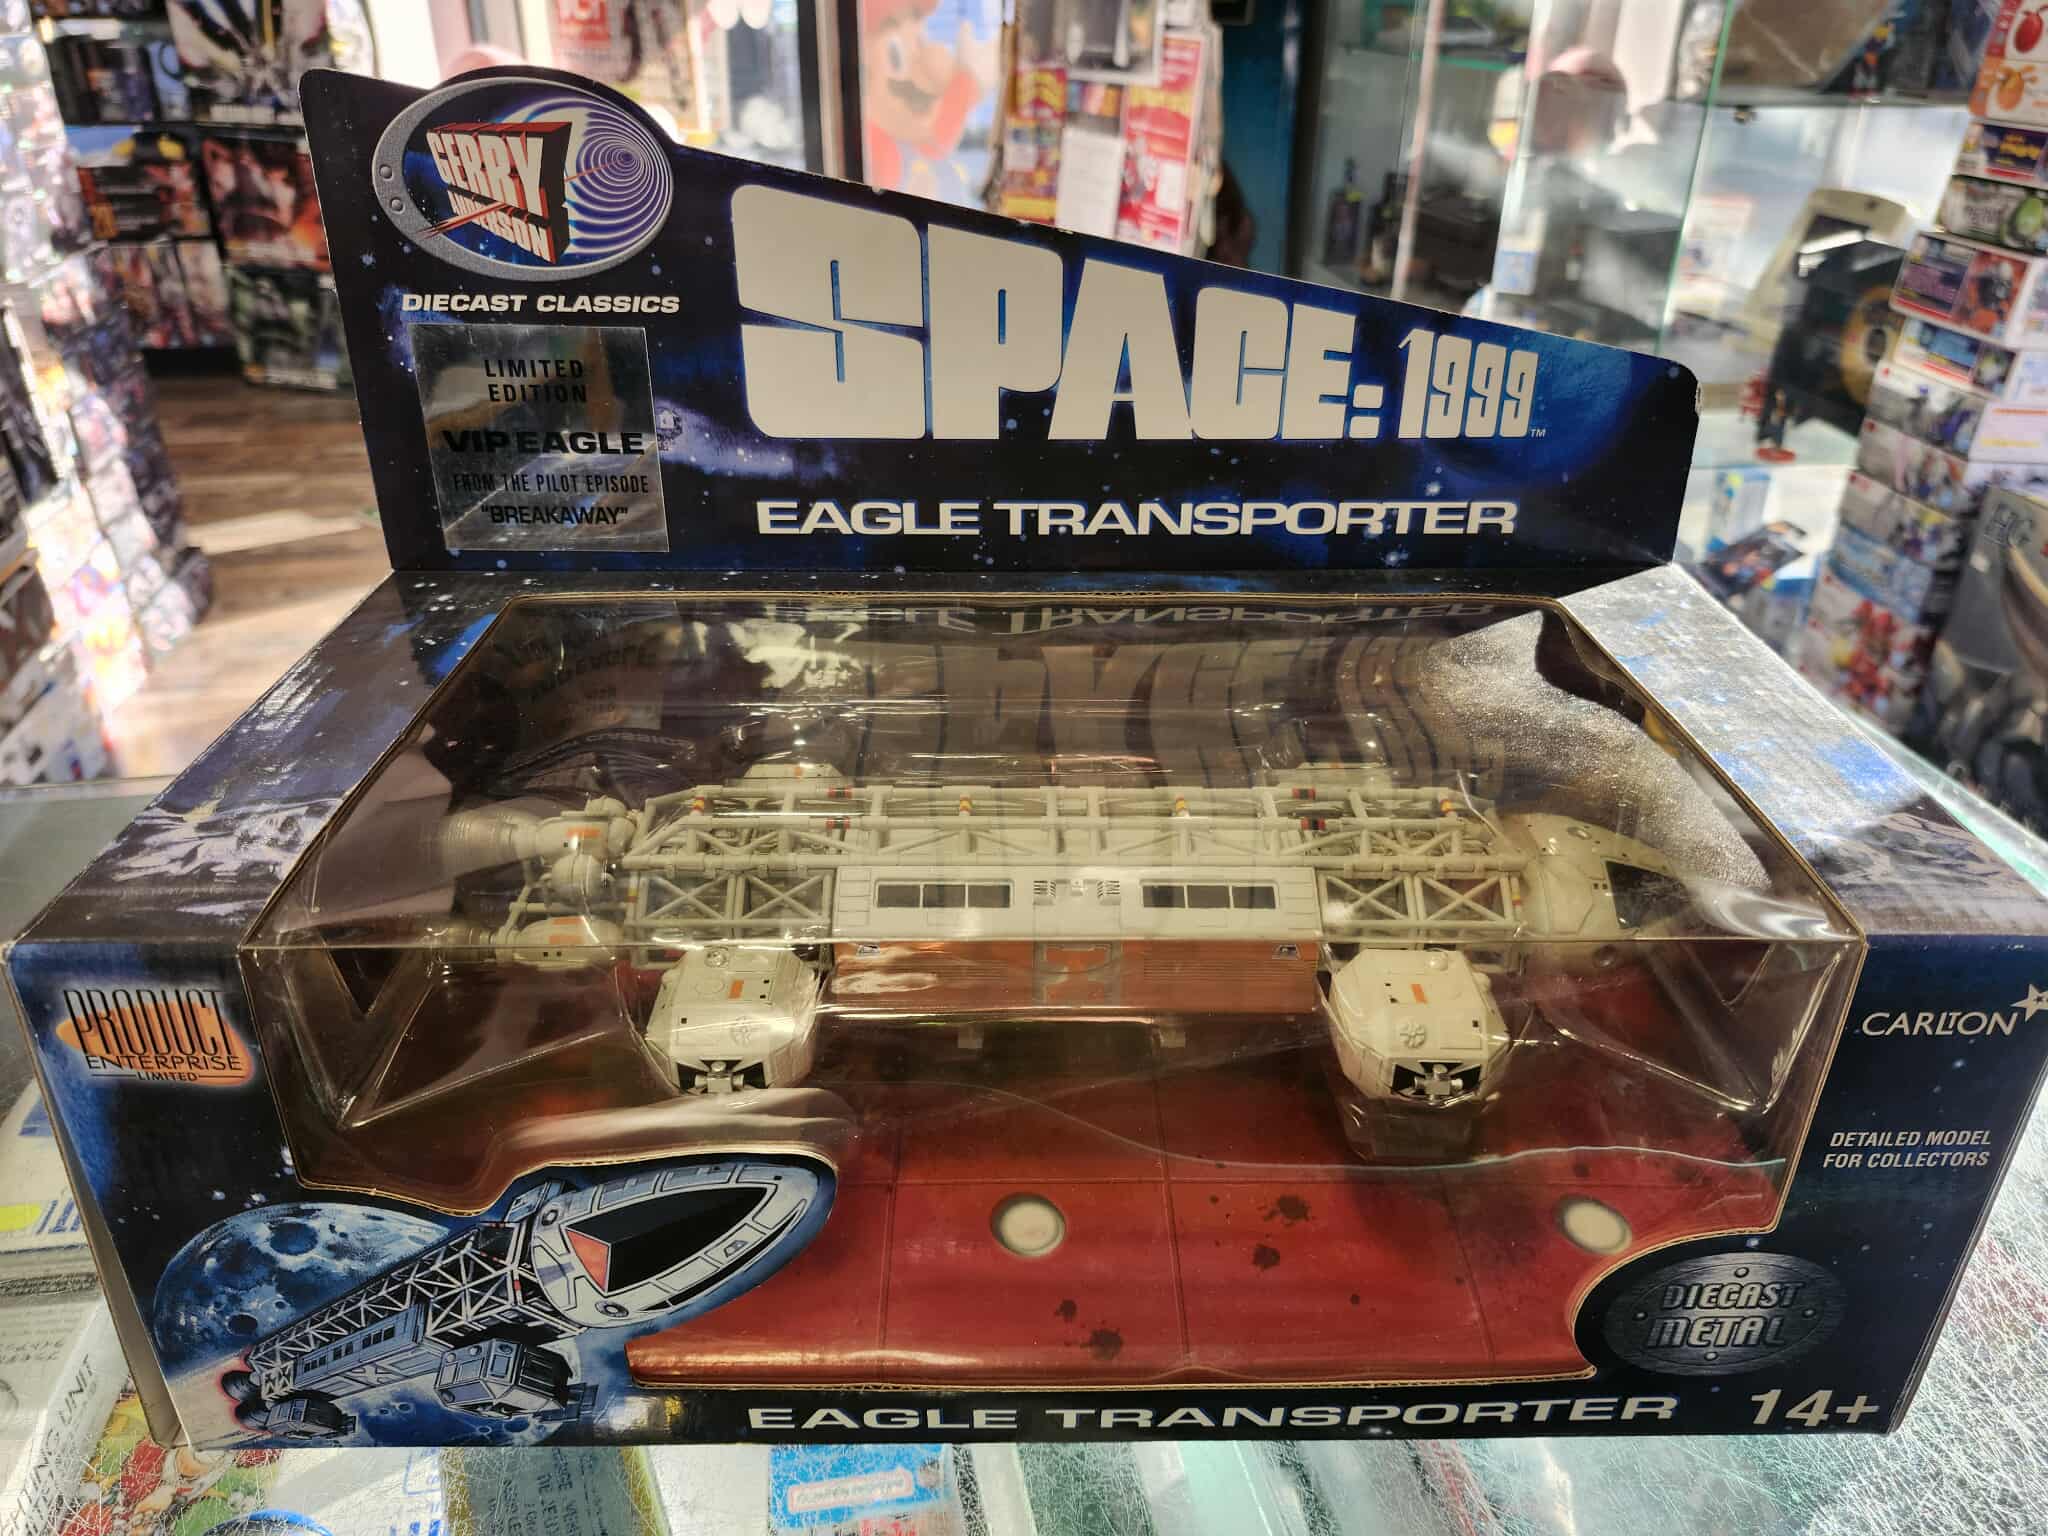 GERRY
ANDERSON
DIECAST CLASSICS
LIMITED
EDITION
VIP EAGLE
FROM THE PILOT EPISODE
"BREAKAWAY"
SPACE: 1999™
EAGLE TRANSPORTER
PRODUCT
ENTERPRISE
LIMITED
CARLTON
DETAILED MODEL
FOR COLLECTORS
DIECAST
METAL
EAGLE TRANSPORTER 14+